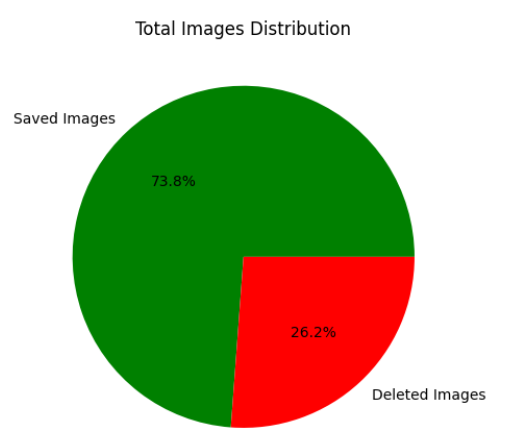 Total Images Distribution
Saved Images
73.8%
26.2%
Deleted Images